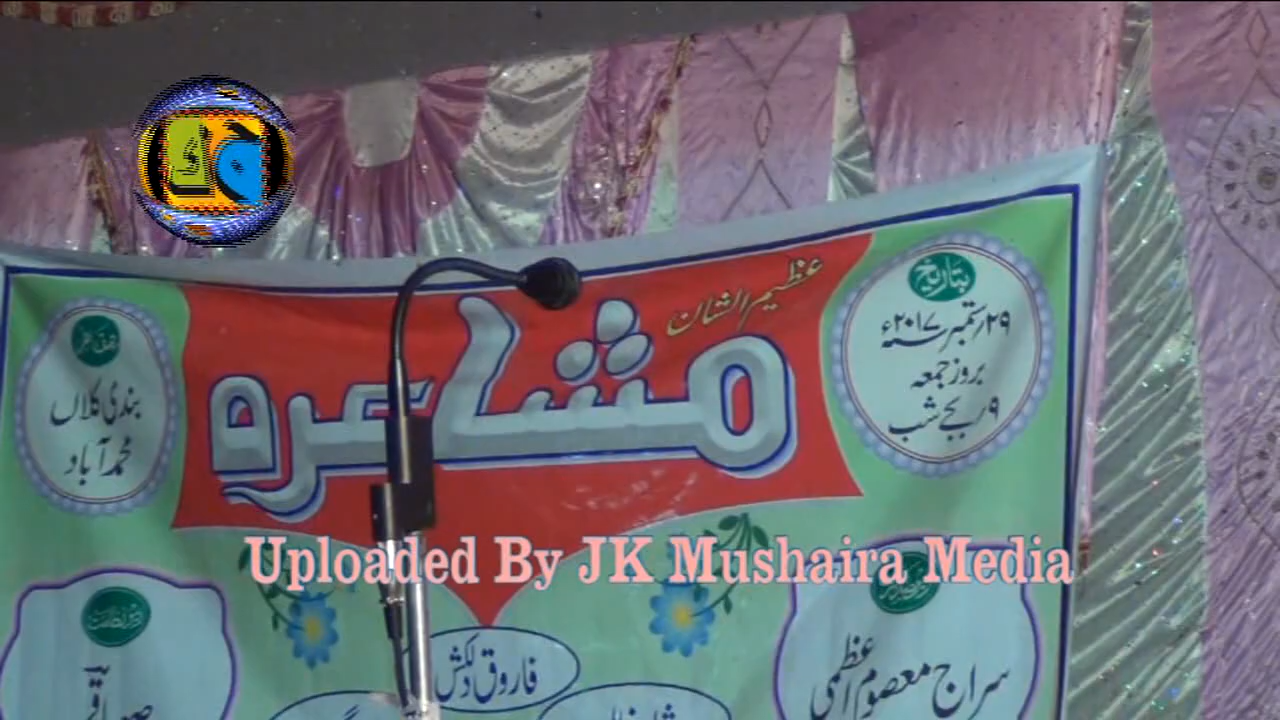 عظیم الشان
مشاعرہ
بتاریخ
۲۹؍ستمبر ۲۰۱۷ء
بروز جمعہ
۹ بجے شب
بندی کلاں
محمد آباد
Uploaded By JK Mushaira Media
سراج معصوم اعظمی
فاروق دلکش